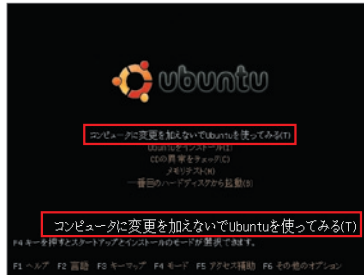 ubuntu
コンピュータに変更を加えないでUbuntuを使ってみる(T)
Ubuntuをインストール(I)
CDの異常をチェック(C)
メモリテスト(M)
一番目のハードディスクから起動(B)
コンピュータに変更を加えないでUbuntuを使ってみる(T)
F4 キーを押すとスタートアップとインストールのモードが選択できます。
F1 ヘルプ F2 言語 F3 キーマップ F4 モード F5 アクセス補助 F6 その他のオプション